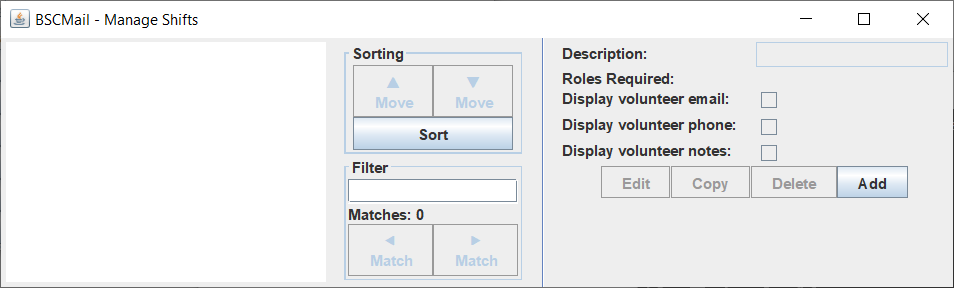 BSCMail - Manage Shifts
Sorting
Move Move
Sort
Filter
Matches: 0
Match Match
Description:
Roles Required:
Display volunteer email:
Display volunteer phone:
Display volunteer notes:
Edit Copy Delete Add